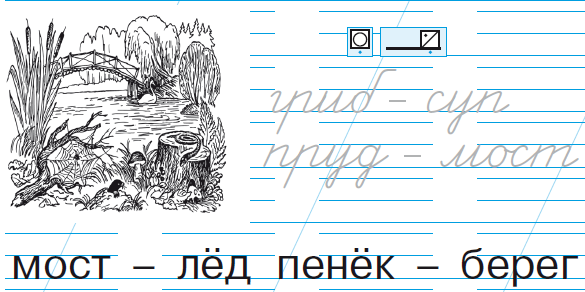 гриб – суп
пруд – мост
мост – лёд пенёк – берег